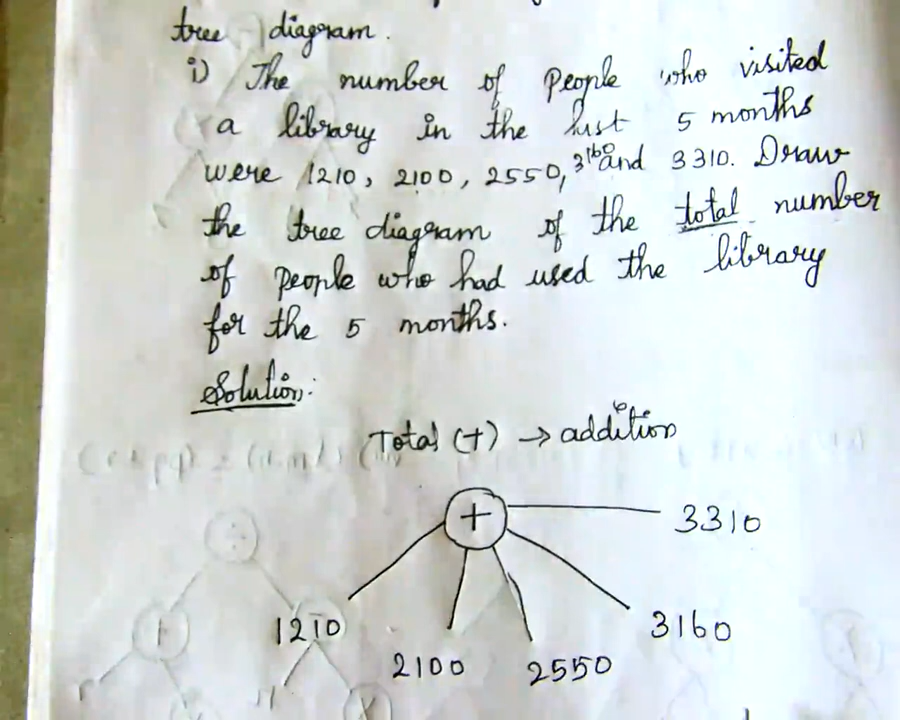 tree diagram.
i) The number of people who visited
a library in the last 5 months
were 1210, 2100, 2550, 3160 and 3310. Draw
the tree diagram of the total number
of people who had used the library
for the 5 months.
Solution:
Total (+) → addition
+
3310
1210
3160
2100
2550